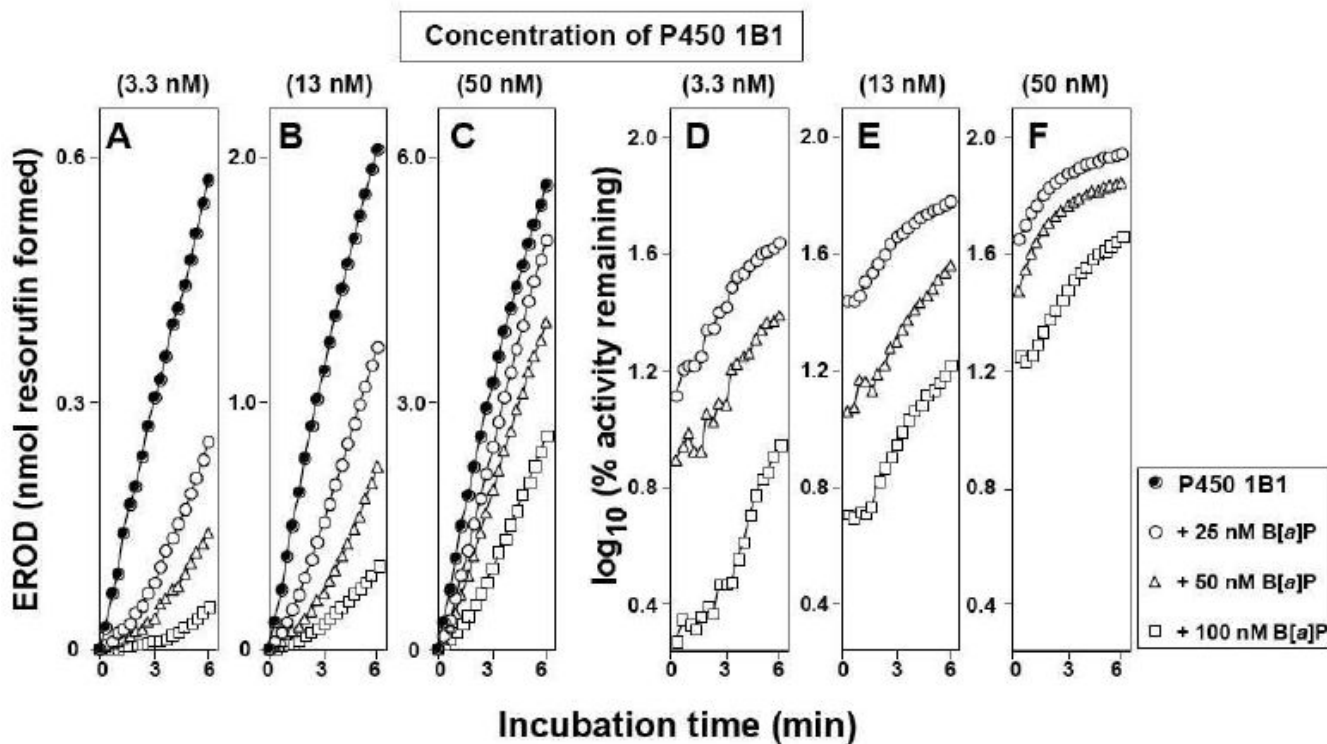 Concentration of P450 1B1
(3.3 nM) (13 nM) (50 nM) (3.3 nM) (13 nM) (50 nM)
A B C D E F
EROD (nmol resorufin formed)
0.6
0.3
0
2.0
1.0
0
6.0
3.0
0
log10 (% activity remaining)
2.0
1.6
1.2
0.8
0.4
2.0
1.6
1.2
0.8
0.4
2.0
1.6
1.2
0.8
0.4
0 3 6 0 3 6 0 3 6 0 3 6 0 3 6 0 3 6
Incubation time (min)
P450 1B1
+ 25 nM B[a]P
+ 50 nM B[a]P
+ 100 nM B[a]P